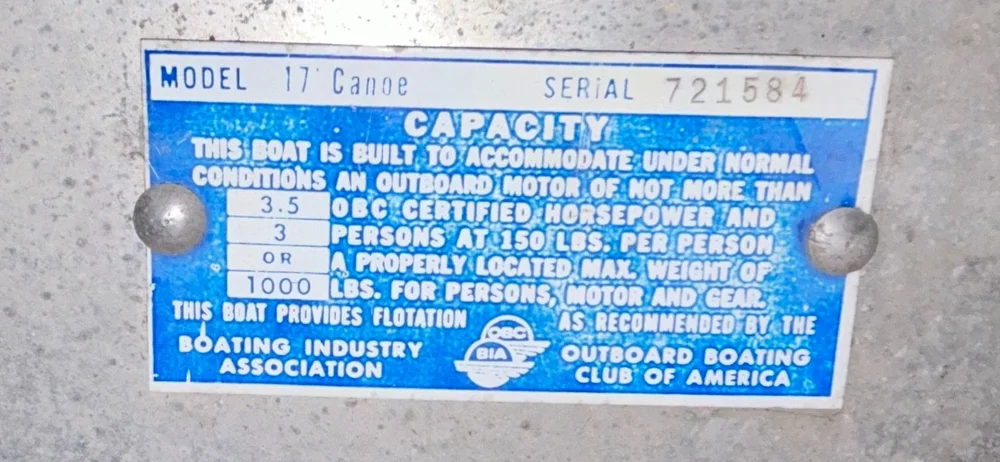 MODEL 17' Canoe SERIAL 721584
CAPACITY
THIS BOAT IS BUILT TO ACCOMMODATE UNDER NORMAL
CONDITIONS AN OUTBOARD MOTOR OF NOT MORE THAN
3.5 OBC CERTIFIED HORSEPOWER AND
3 PERSONS AT 150 LBS. PER PERSON
OR A PROPERLY LOCATED MAX. WEIGHT OF
1000 LBS. FOR PERSONS, MOTOR AND GEAR.
THIS BOAT PROVIDES FLOTATION AS RECOMMENDED BY THE
OBC
BIA
BOATING INDUSTRY
ASSOCIATION
OUTBOARD BOATING
CLUB OF AMERICA